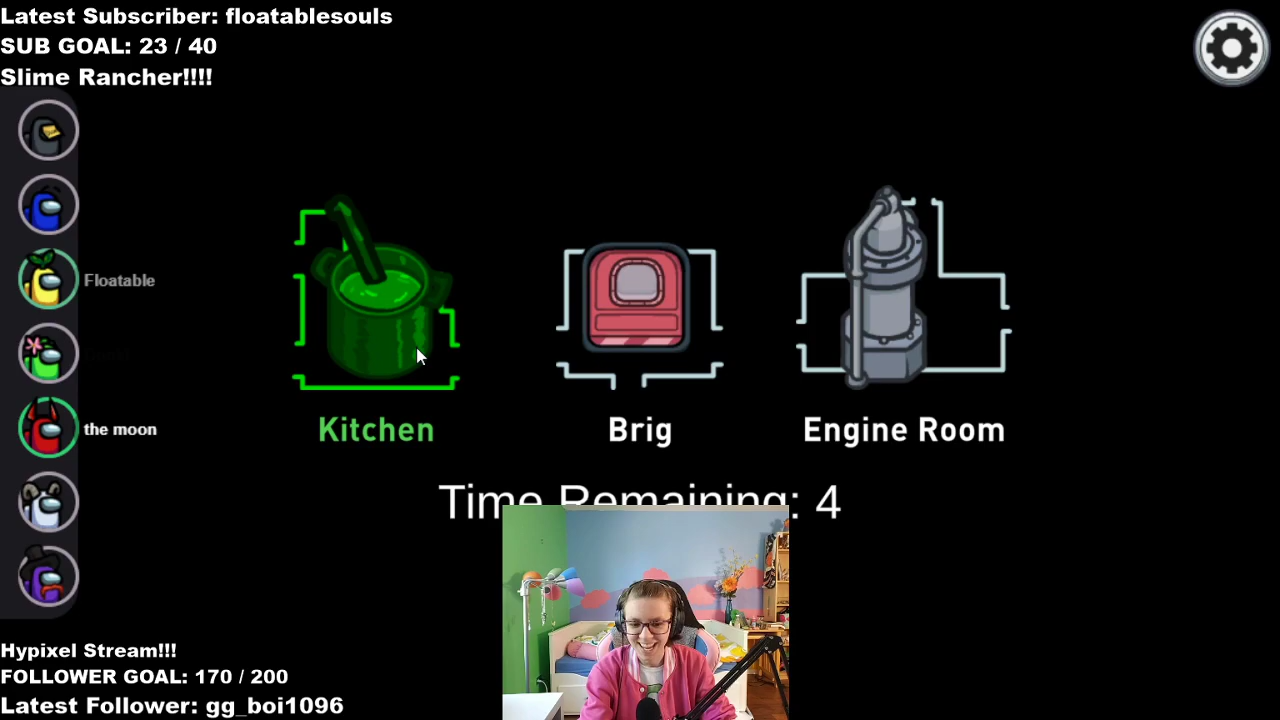 Latest Subscriber: floatablesouls
SUB GOAL: 23 / 40
Slime Rancher!!!!
Floatable
the moon
Kitchen
Brig
Engine Room
Time Remaining: 4
Hypixel Stream!!!
FOLLOWER GOAL: 170 / 200
Latest Follower: gg_boi1096